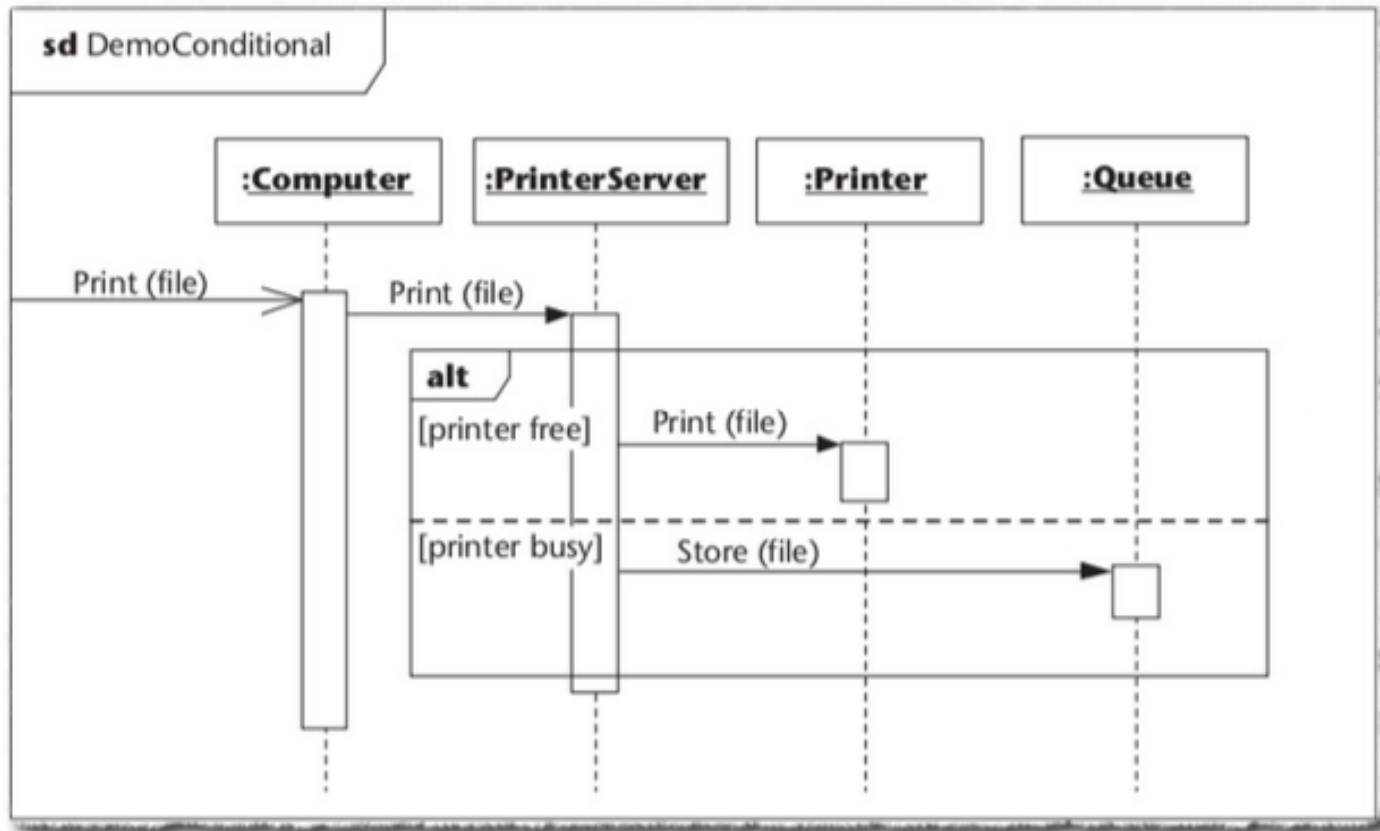 sd DemoConditional
:Computer
:PrinterServer
:Printer
:Queue
Print (file)
Print (file)
alt
[printer free]
Print (file)
[printer busy]
Store (file)